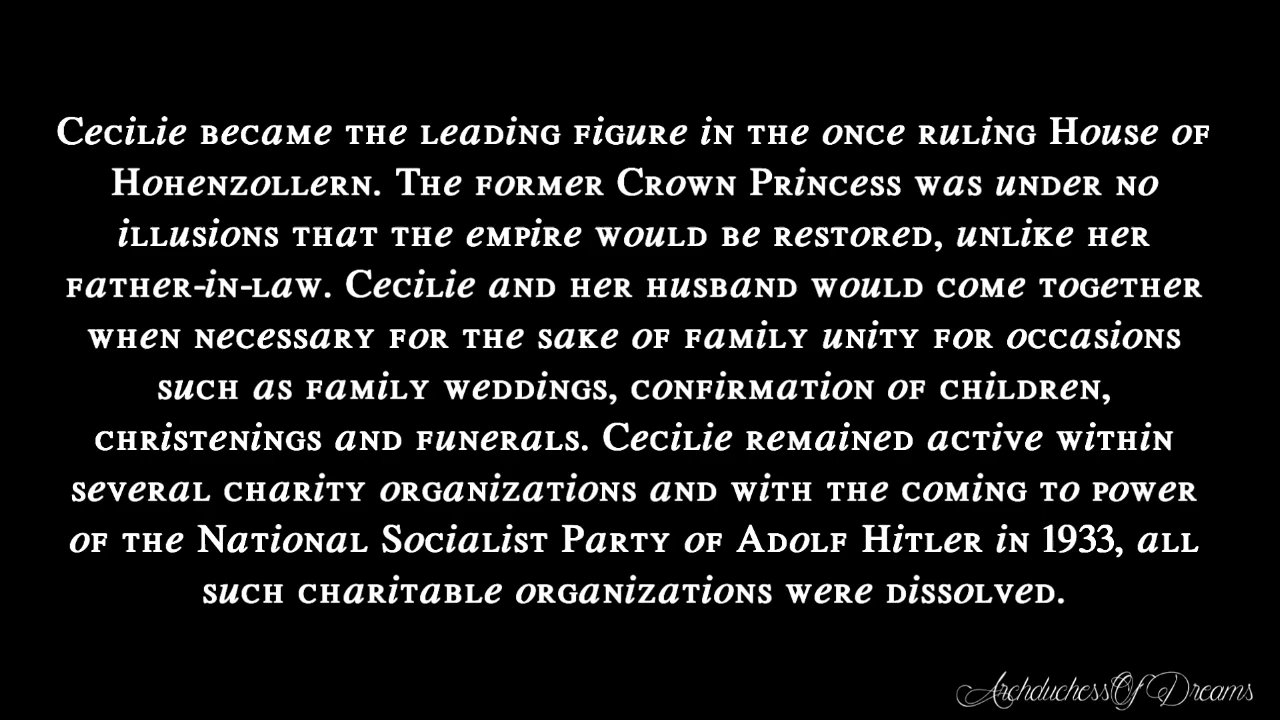 Cecilie became the leading figure in the once ruling House of
Hohenzollern. The former Crown Princess was under no
illusions that the empire would be restored, unlike her
father-in-law. Cecilie and her husband would come together
when necessary for the sake of family unity for occasions
such as family weddings, confirmation of children,
christenings and funerals. Cecilie remained active within
several charity organizations and with the coming to power
of the National Socialist Party of Adolf Hitler in 1933, all
such charitable organizations were dissolved.
ArchduchessOfDreams